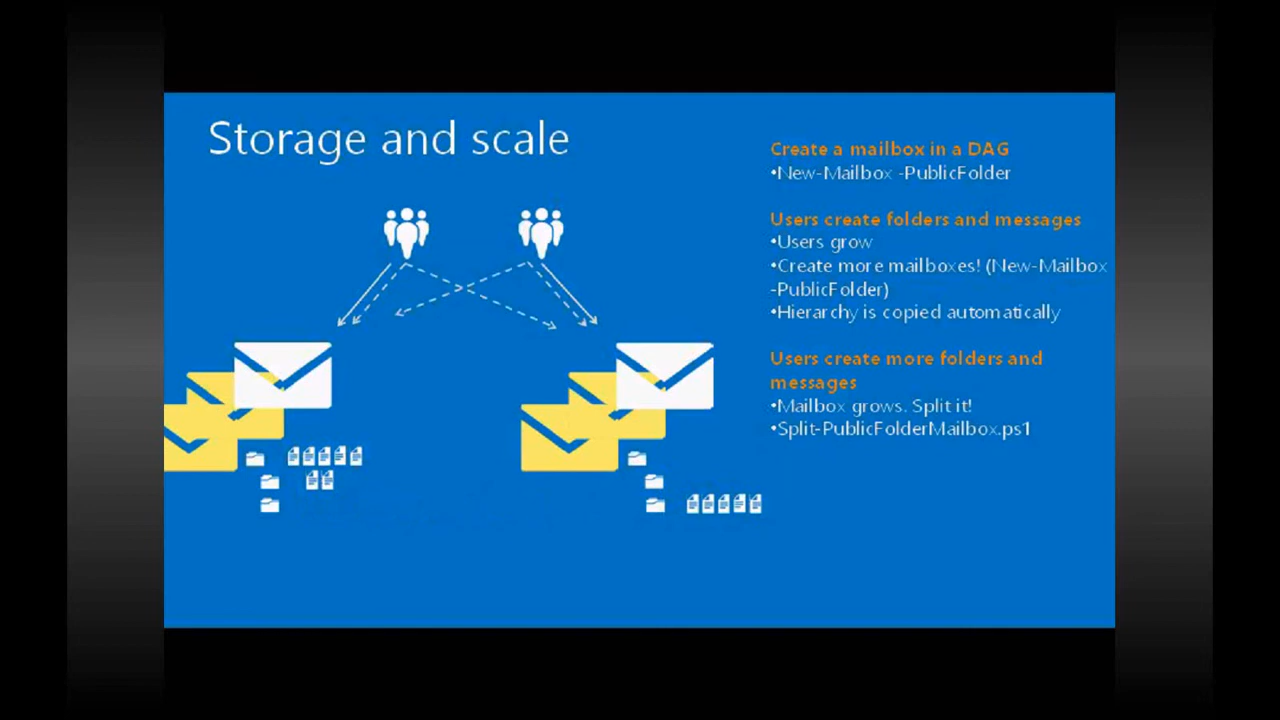 Storage and scale
Create a mailbox in a DAG
•New-Mailbox -PublicFolder
Users create folders and messages
•Users grow
•Create more mailboxes! (New-Mailbox
-PublicFolder)
•Hierarchy is copied automatically
Users create more folders and
messages
•Mailbox grows. Split it!
•Split-PublicFolderMailbox.ps1